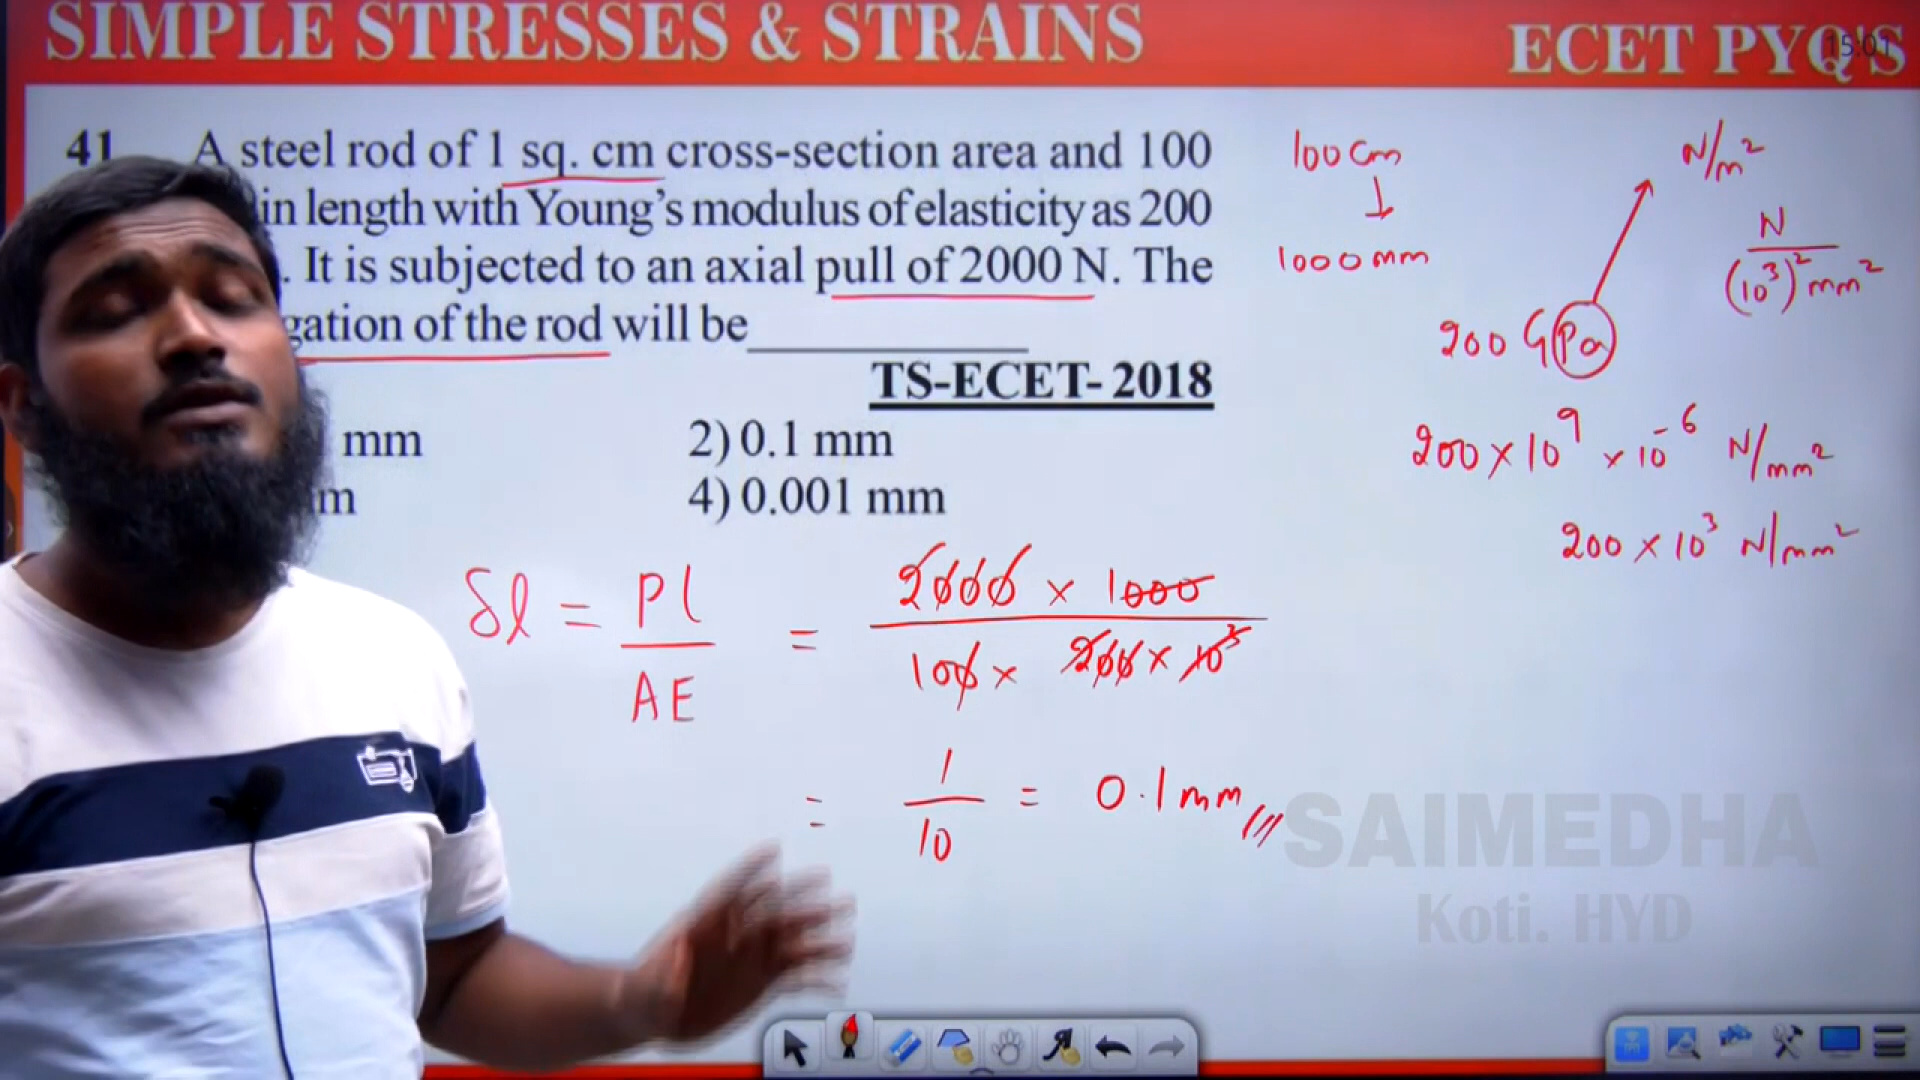 SIMPLE STRESSES & STRAINS
ECET PYQ'S
15:01
41 A steel rod of 1 sq. cm cross-section area and 100
in length with Young's modulus of elasticity as 200
. It is subjected to an axial pull of 2000 N. The
gation of the rod will be____________
TS-ECET- 2018
mm 2) 0.1 mm
m 4) 0.001 mm
100 cm
↓
1000 mm
N/m²
N / (10³)² mm²
200 GPa
200 × 10⁹ × 10⁻⁶ N/mm²
200 × 10³ N/mm²
δl = Pl / AE = 2000 × 1000 / 100 × 200 × 10³
= 1 / 10 = 0.1 mm
SAIMEDHA
Koti. HYD